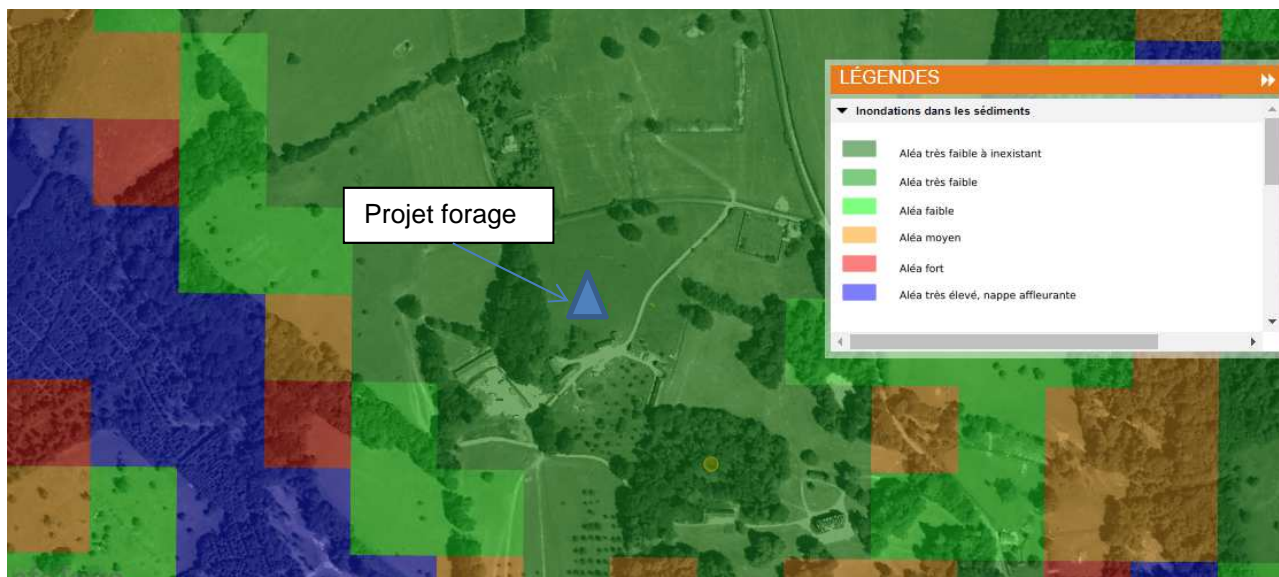 LÉGENDES
Inondations dans les sédiments
Aléa très faible à inexistant
Aléa très faible
Aléa faible
Aléa moyen
Aléa fort
Aléa très élevé, nappe affleurante
Projet forage